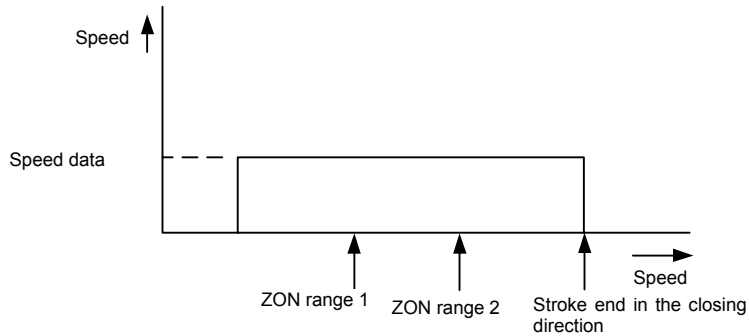 Speed
Speed data
Speed
ZON range 1
ZON range 2
Stroke end in the closing
direction